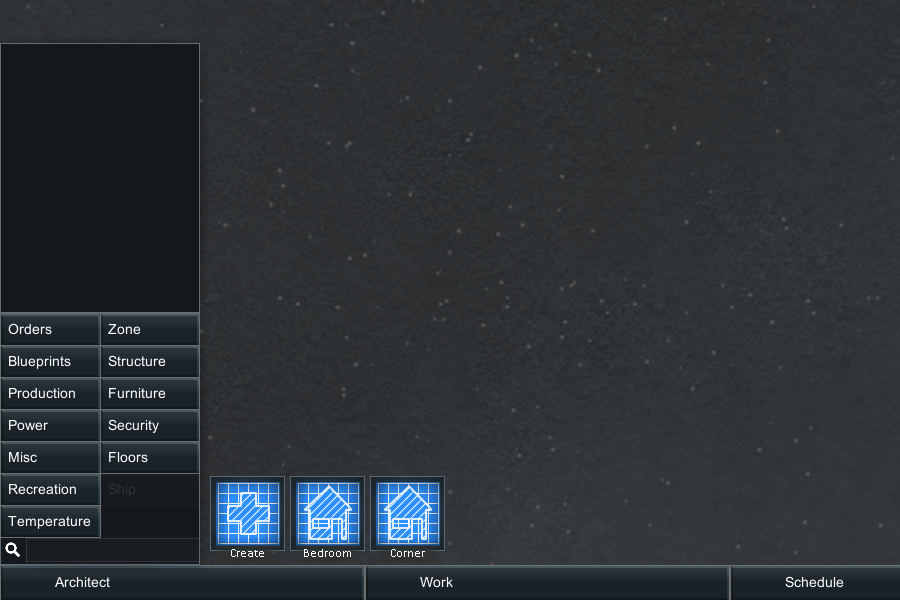 Orders Zone
Blueprints Structure
Production Furniture
Power Security
Misc Floors
Recreation Ship
Temperature
Create Bedroom Corner
Architect Work Schedule